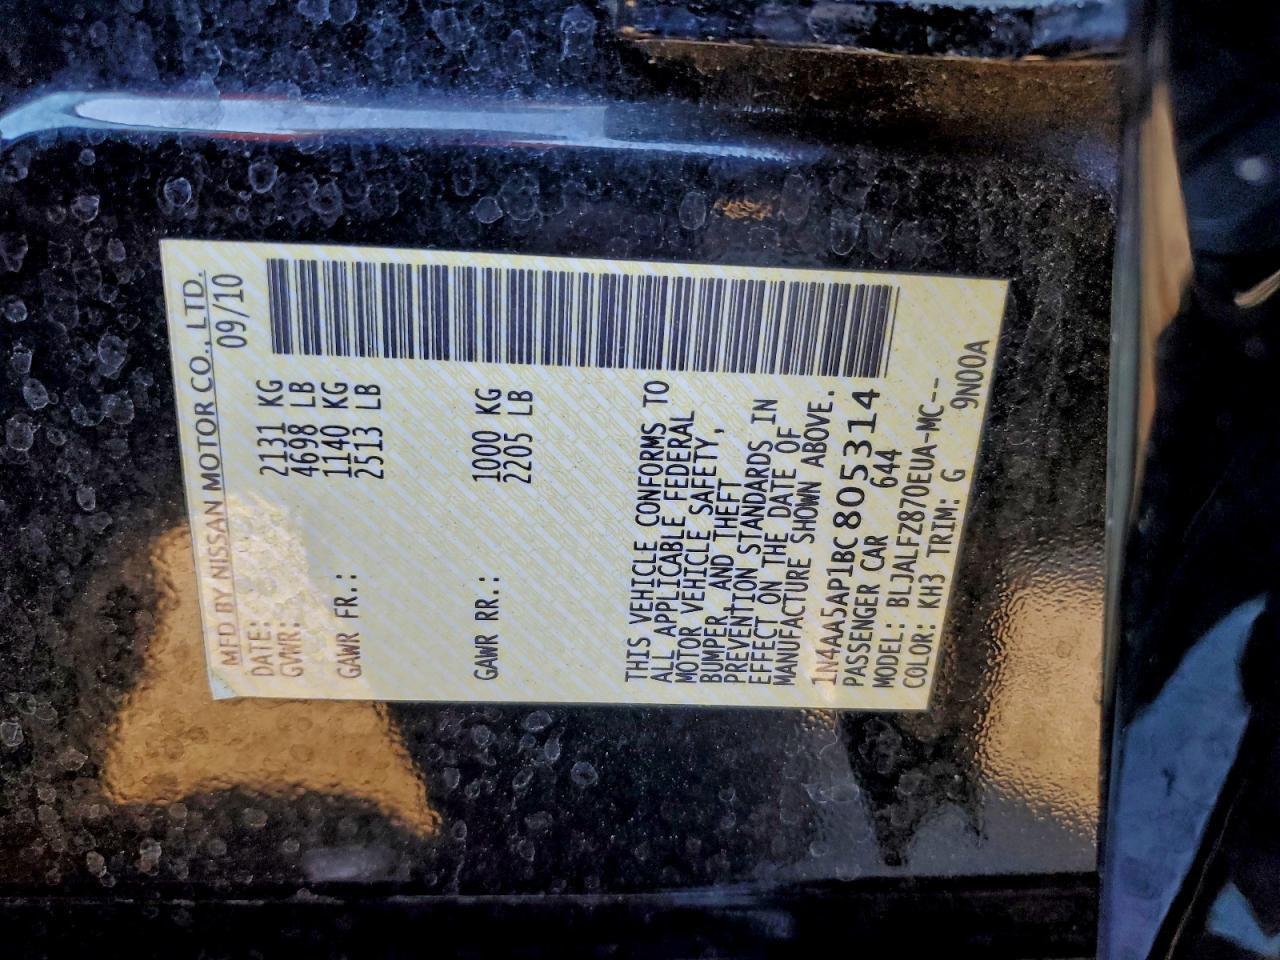 MFD BY NISSAN MOTOR CO., LTD.
DATE: 09/10
GVWR: 2131 KG
4698 LB
GAWR FR.: 1140 KG
2513 LB
GAWR RR.: 1000 KG
2205 LB
THIS VEHICLE CONFORMS TO
ALL APPLICABLE FEDERAL
MOTOR VEHICLE SAFETY,
BUMPER AND THEFT
PREVENTION STANDARDS IN
EFFECT ON THE DATE OF
MANUFACTURE SHOWN ABOVE.
1N4AA5AP1BC805314
PASSENGER CAR 644
MODEL: BLJALFZ870EUA-MC--
COLOR: KH3 TRIM: G 9N00A